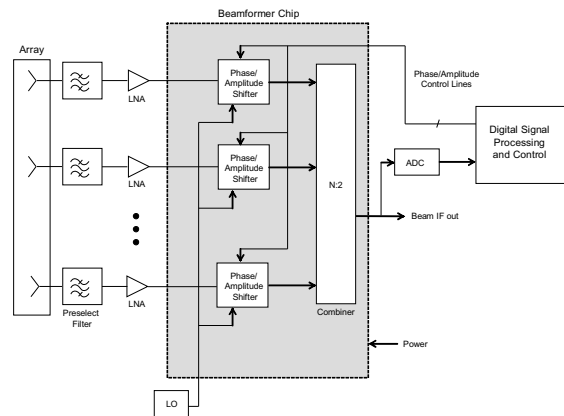 Beamformer Chip
Array
LNA
Phase/
Amplitude
Shifter
Phase/Amplitude
Control Lines
Digital Signal
Processing
and Control
LNA
Phase/
Amplitude
Shifter
N:2
ADC
Beam IF out
Preselect
Filter
LNA
Phase/
Amplitude
Shifter
Combiner
Power
LO